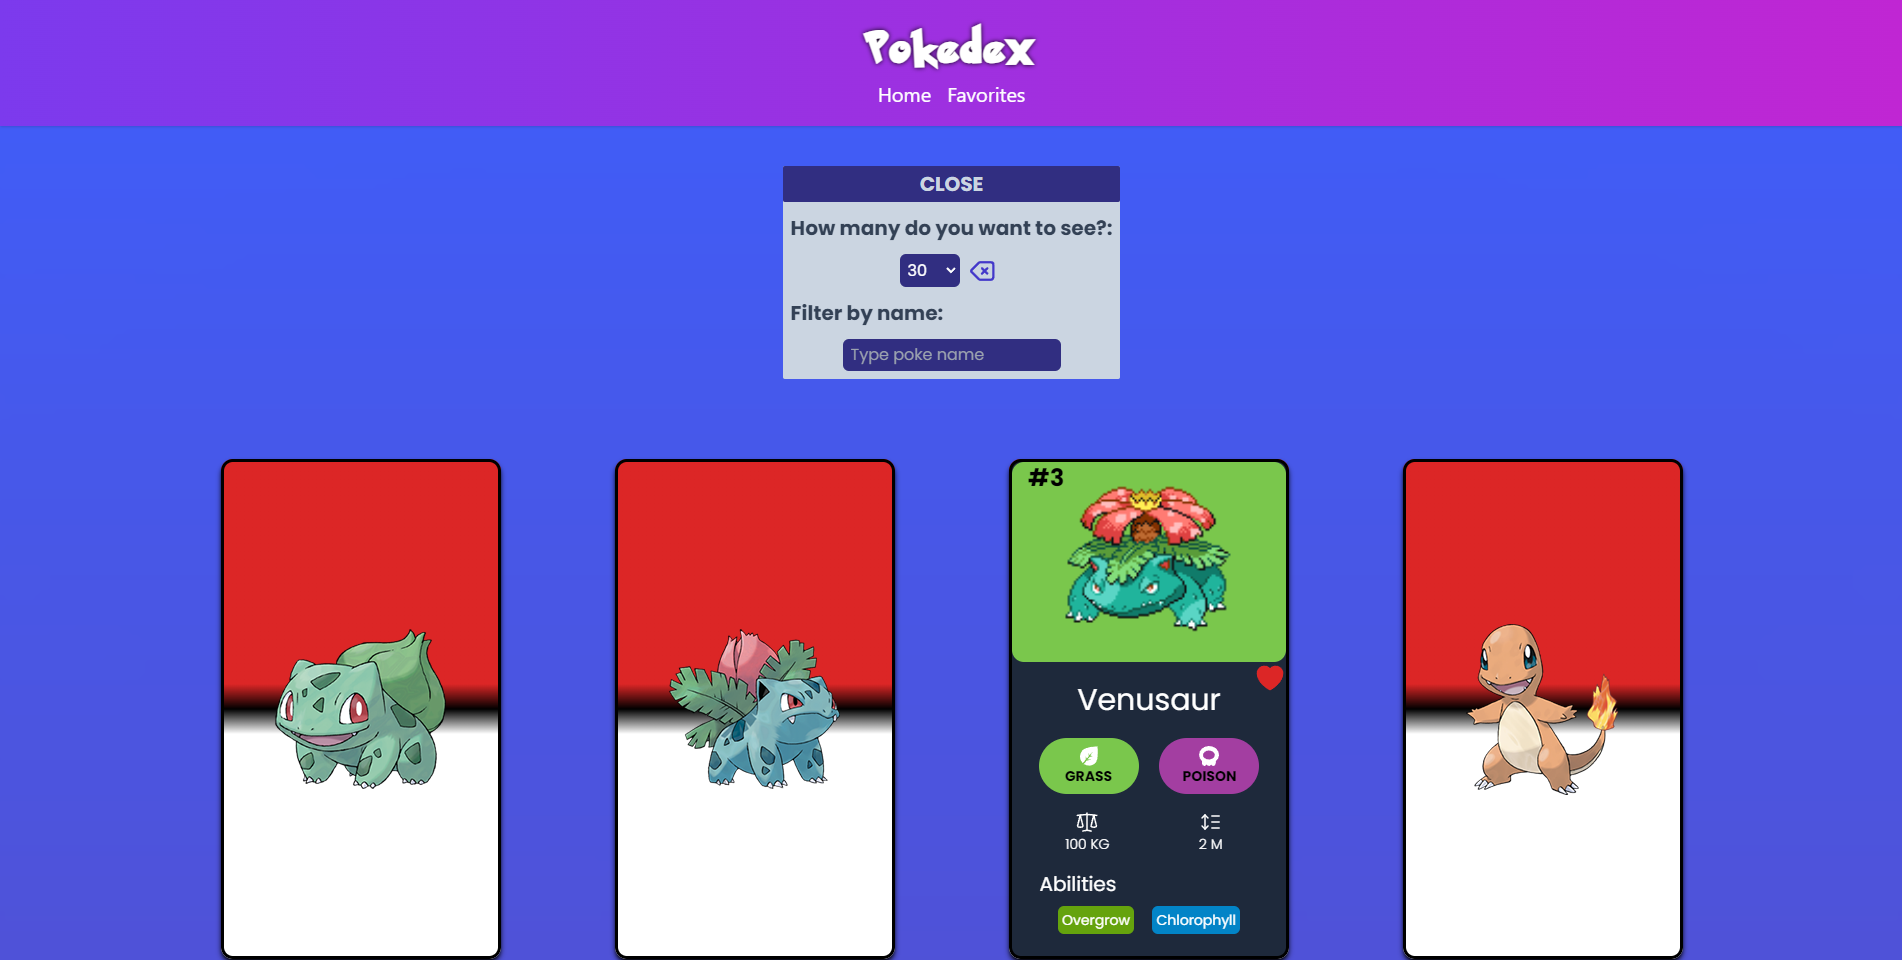 Pokedex
Home Favorites
CLOSE
How many do you want to see?:
30
Filter by name:
Type poke name
#3
Venusaur
GRASS POISON
100 KG 2 M
Abilities
Overgrow Chlorophyll